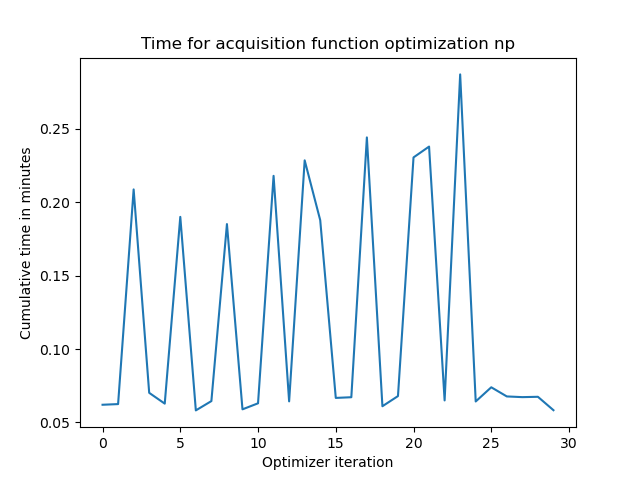 Time for acquisition function optimization np
Cumulative time in minutes
0.25
0.20
0.15
0.10
0.05
0 5 10 15 20 25 30
Optimizer iteration